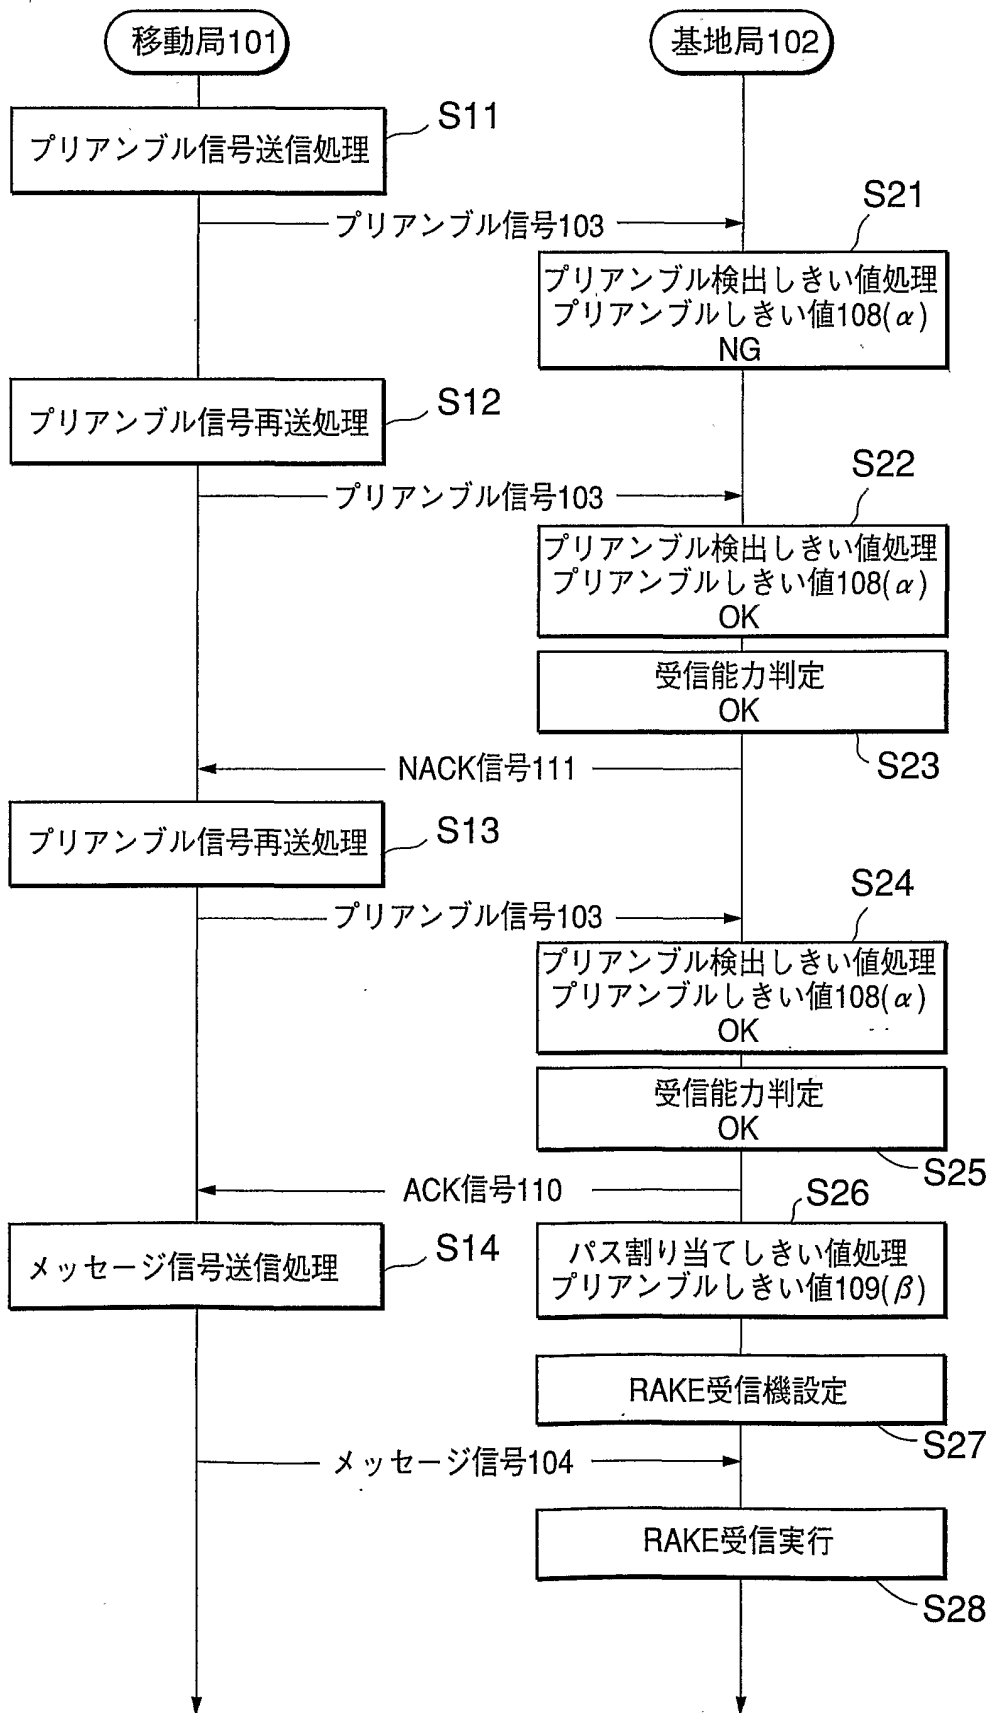 移動局101
基地局102
プリアンブル信号送信処理
S11
プリアンブル信号103
S21
プリアンブル検出しきい値処理
プリアンブルしきい値108(α)
NG
プリアンブル信号再送処理
S12
プリアンブル信号103
S22
プリアンブル検出しきい値処理
プリアンブルしきい値108(α)
OK
受信能力判定
OK
S23
NACK信号111
プリアンブル信号再送処理
S13
プリアンブル信号103
S24
プリアンブル検出しきい値処理
プリアンブルしきい値108(α)
OK
受信能力判定
OK
S25
ACK信号110
S26
メッセージ信号送信処理
S14
パス割り当てしきい値処理
プリアンブルしきい値109(β)
RAKE受信機設定
S27
メッセージ信号104
RAKE受信実行
S28